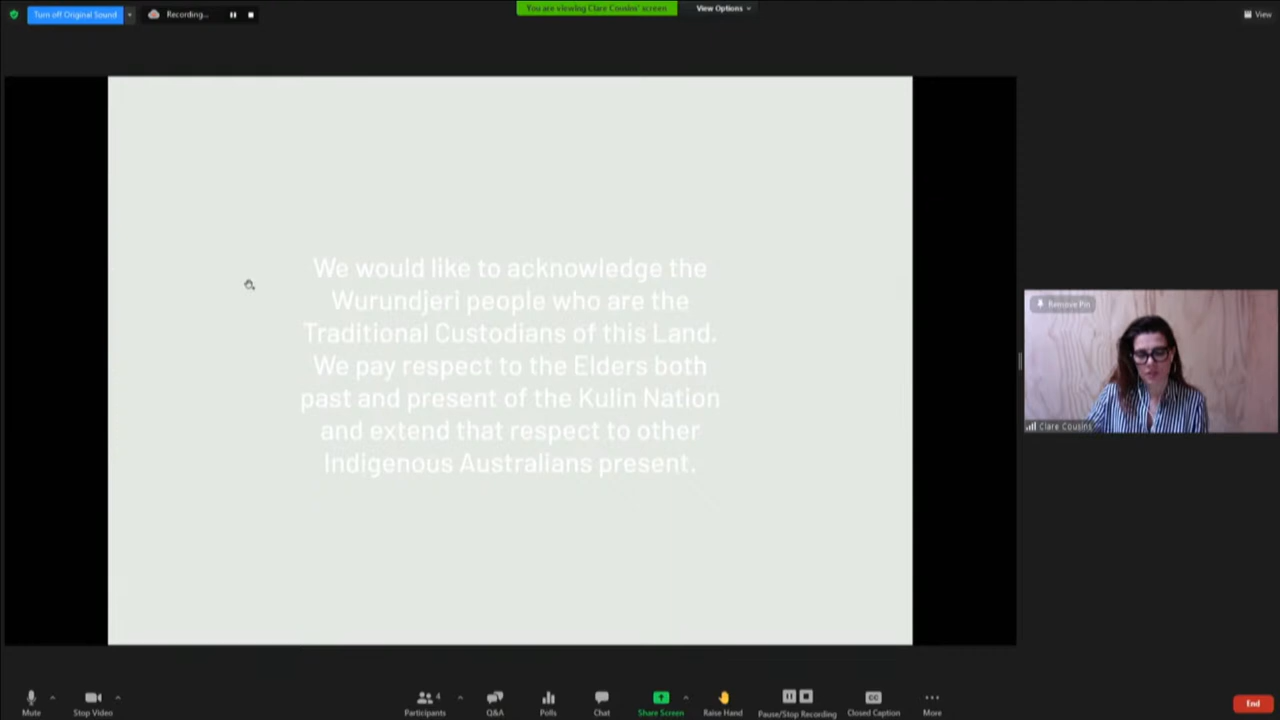 Turn off Original Sound
Recording...
You are viewing Clare Cousins' screen
View Options
View
We would like to acknowledge the
Wurundjeri people who are the
Traditional Custodians of this Land.
We pay respect to the Elders both
past and present of the Kulin Nation
and extend that respect to other
Indigenous Australians present.
Remove Pin
Clare Cousins
Mute
Stop Video
4
Participants
Q&A
Polls
Chat
Share Screen
Raise Hand
Pause/Stop Recording
CC
Closed Caption
More
End